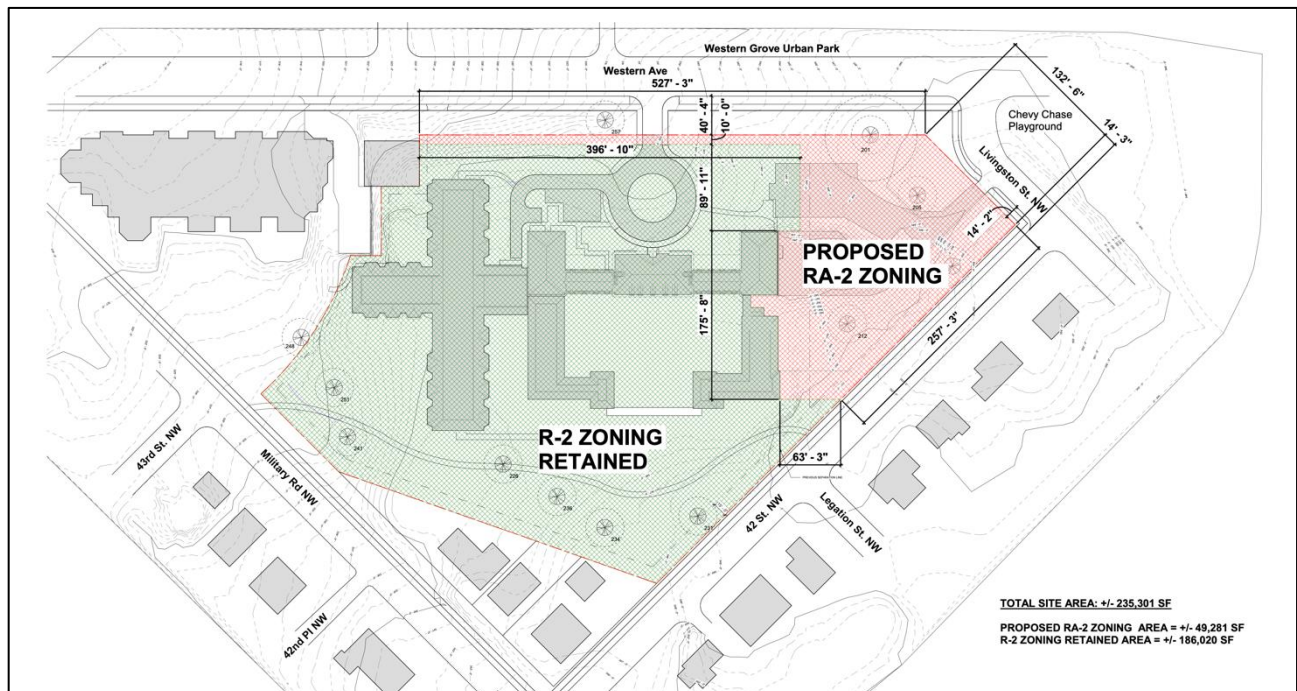 Western Grove Urban Park
Western Ave
527' - 3"
132' - 6"
Chevy Chase
Playground
14' - 3"
Livingston St. NW
40' - 4"
10' - 0"
207
201
396' - 10"
89' - 11"
14' - 2"
PROPOSED
RA-2 ZONING
257' - 3"
175' - 8"
212
241
R-2 ZONING
RETAINED
63' - 3"
43rd St. NW
Military Rd NW
42 St. NW
Legation St. NW
42nd Pl NW
TOTAL SITE AREA: +/- 235,301 SF
PROPOSED RA-2 ZONING AREA = +/- 49,281 SF
R-2 ZONING RETAINED AREA = +/- 186,020 SF